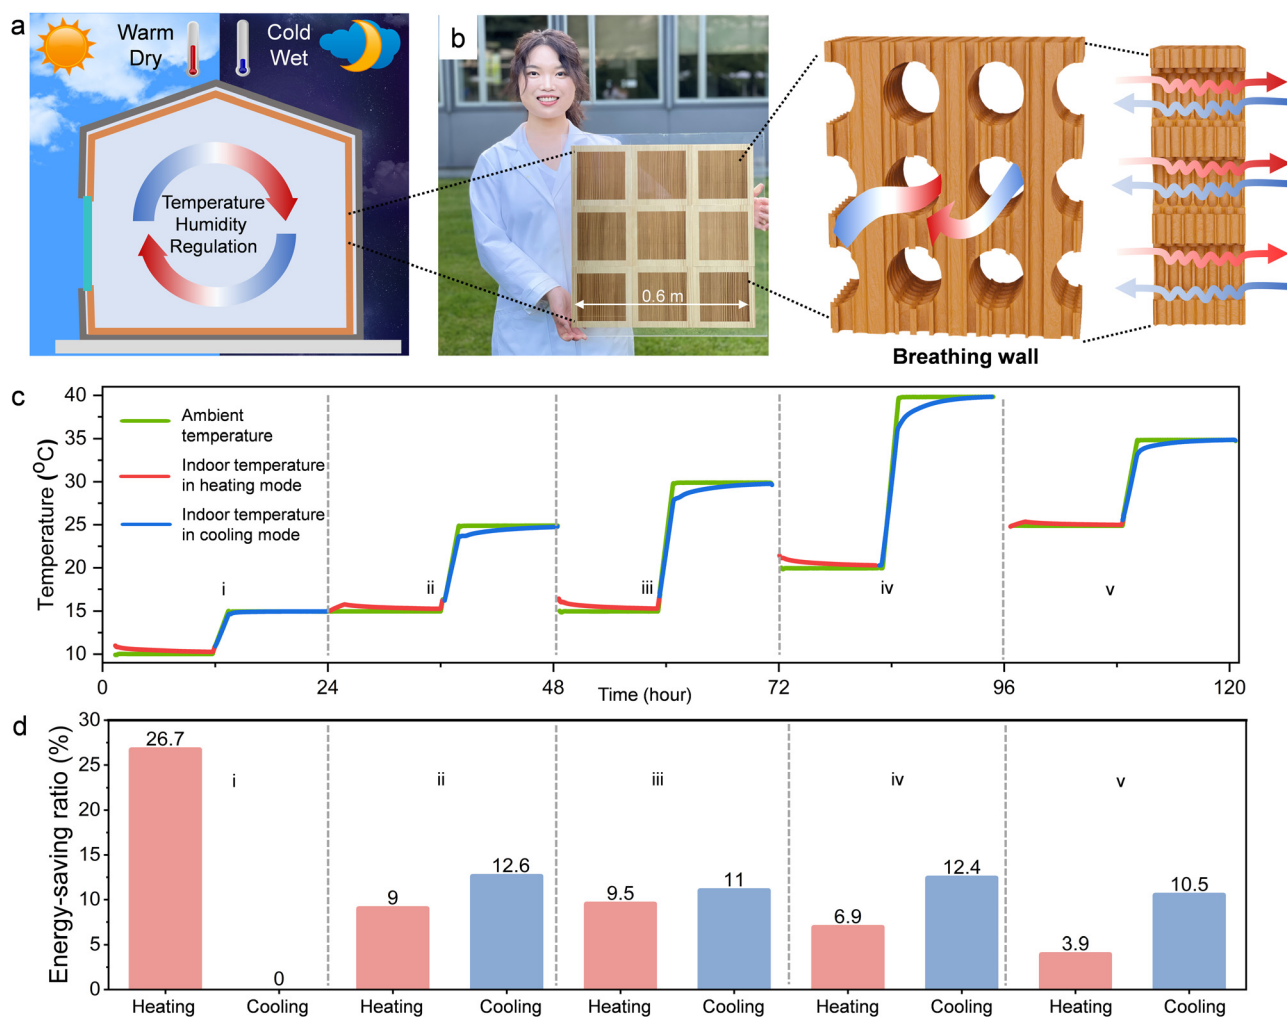 a
Warm
Dry
Cold
Wet
Temperature
Humidity
Regulation
b
0.6 m
Breathing wall
c
Temperature (⁰C)
40
35
30
25
20
15
10
Ambient
temperature
Indoor temperature
in heating mode
Indoor temperature
in cooling mode
i
ii
iii
iv
v
0
24
48
72
96
120
Time (hour)
d
Energy-saving ratio (%)
30
25
20
15
10
5
0
26.7
0
9
12.6
9.5
11
6.9
12.4
3.9
10.5
i
ii
iii
iv
v
Heating
Cooling
Heating
Cooling
Heating
Cooling
Heating
Cooling
Heating
Cooling